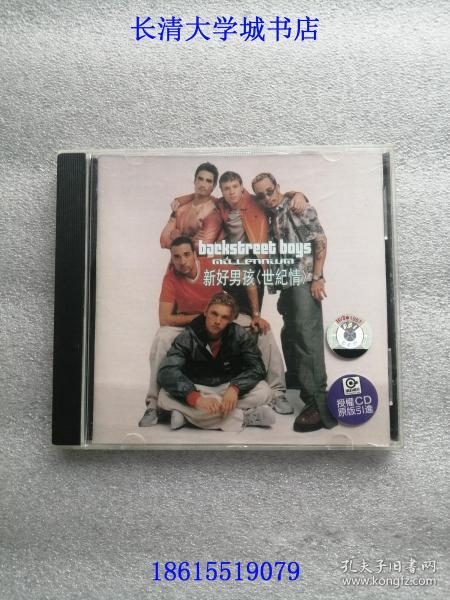 长清大学城书店
backstreet boys
millennium
新好男孩〈世紀情〉
授權CD
原版引進
孔夫子旧书网
www.kongfz.com
18615519079